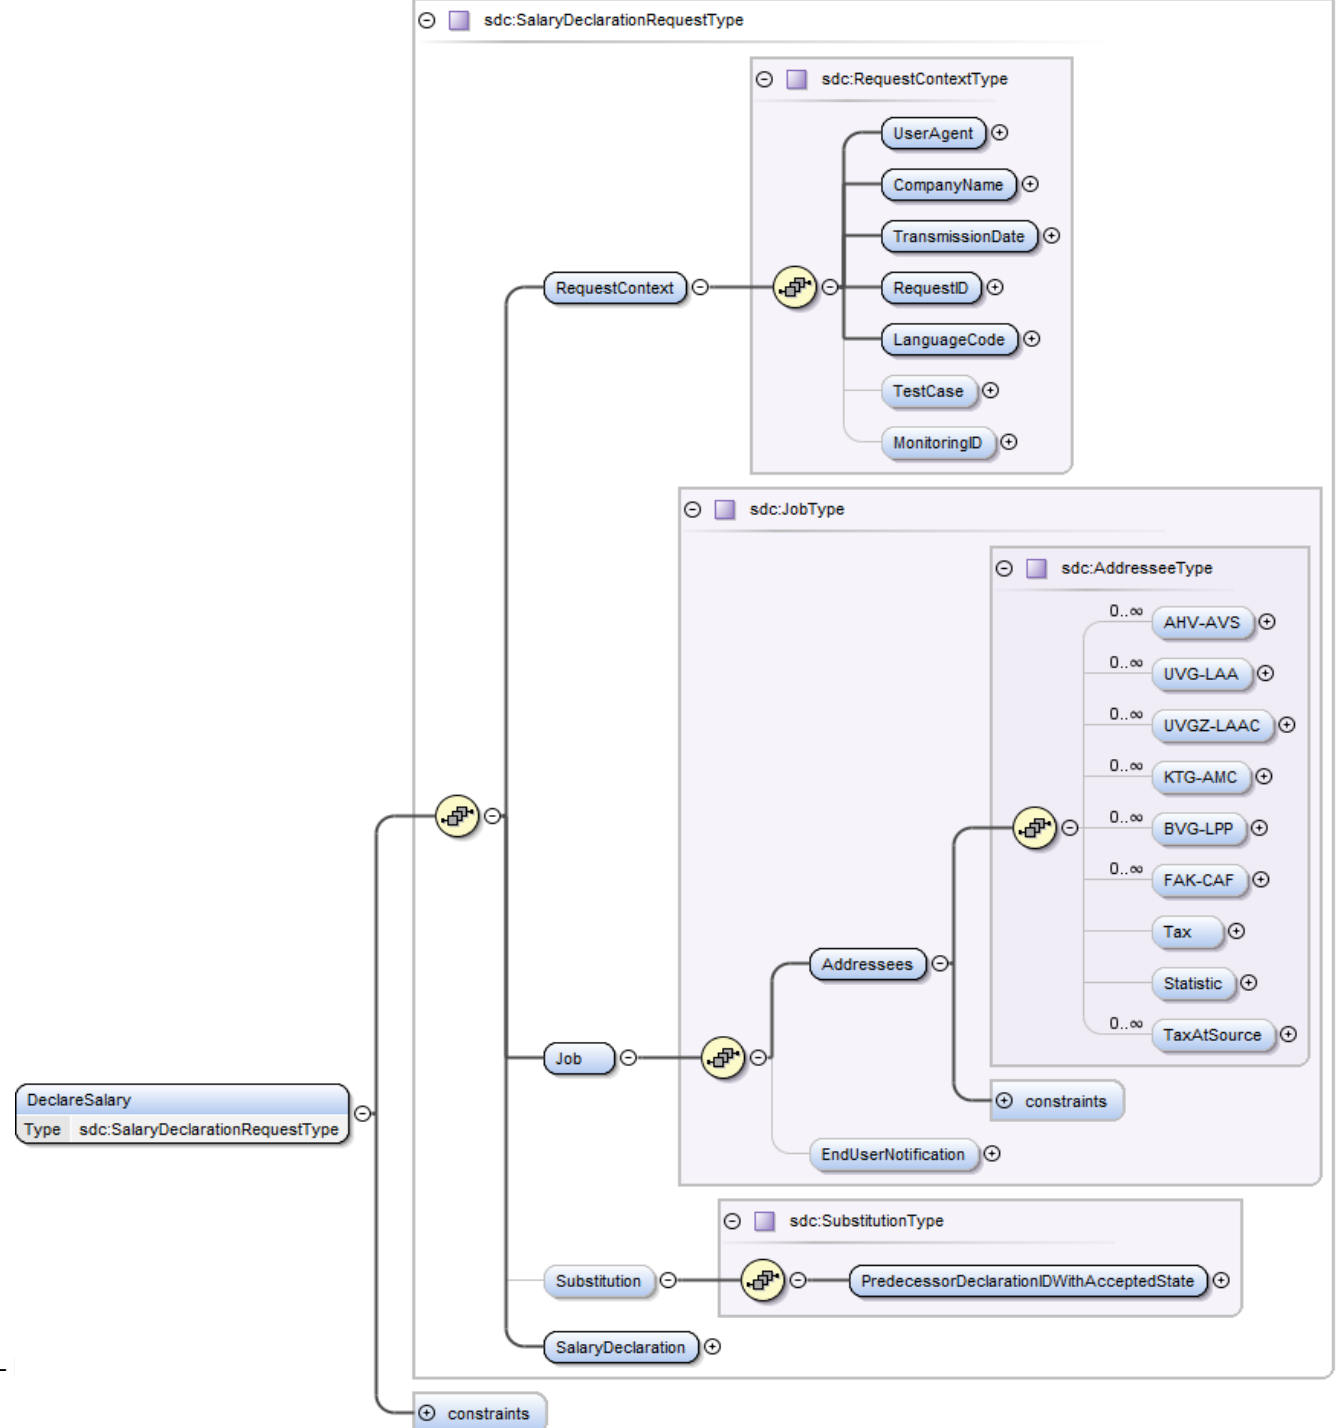 sdc:SalaryDeclarationRequestType
sdc:RequestContextType
UserAgent
CompanyName
TransmissionDate
RequestContext
RequestID
LanguageCode
TestCase
MonitoringID
sdc:JobType
sdc:AddresseeType
0..∞ AHV-AVS
0..∞ UVG-LAA
0..∞ UVGZ-LAAC
0..∞ KTG-AMC
0..∞ BVG-LPP
0..∞ FAK-CAF
Tax
Addressees
Statistic
0..∞ TaxAtSource
Job
constraints
DeclareSalary
Type sdc:SalaryDeclarationRequestType
EndUserNotification
sdc:SubstitutionType
Substitution
PredecessorDeclarationIDWithAcceptedState
SalaryDeclaration
constraints